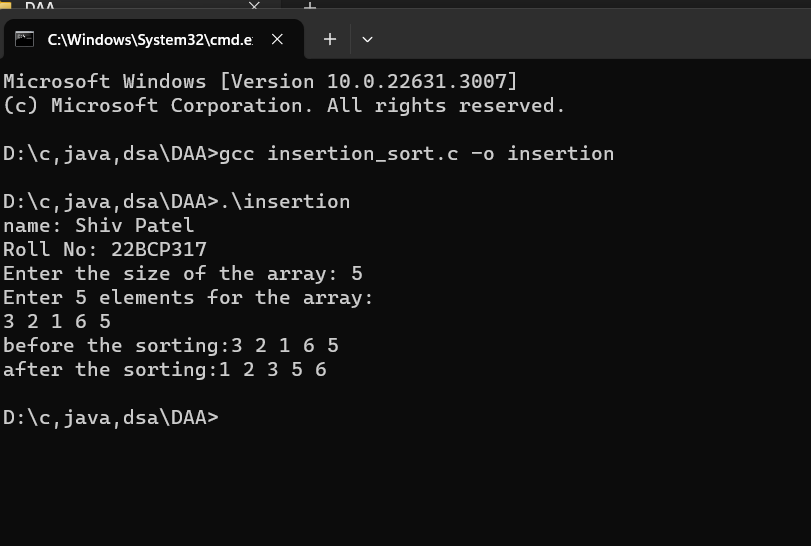 DAA
C:\Windows\System32\cmd.e
Microsoft Windows [Version 10.0.22631.3007]
(c) Microsoft Corporation. All rights reserved.
D:\c,java,dsa\DAA>gcc insertion_sort.c -o insertion
D:\c,java,dsa\DAA>.\insertion
name: Shiv Patel
Roll No: 22BCP317
Enter the size of the array: 5
Enter 5 elements for the array:
3 2 1 6 5
before the sorting:3 2 1 6 5
after the sorting:1 2 3 5 6
D:\c,java,dsa\DAA>